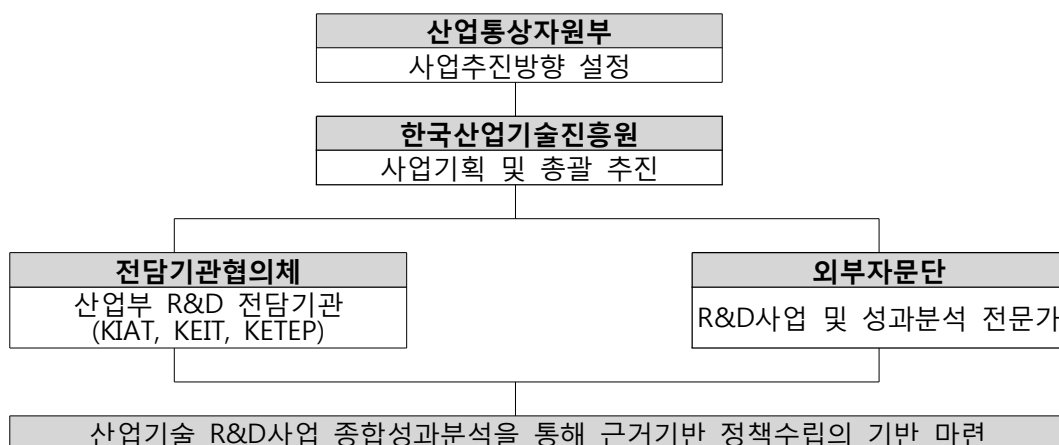 산업통상자원부
사업추진방향 설정
한국산업기술진흥원
사업기획 및 총괄 추진
전담기관협의체
산업부 R&D 전담기관
(KIAT, KEIT, KETEP)
외부자문단
R&D사업 및 성과분석 전문가
산업기술 R&D사업 종합성과분석을 통해 근거기반 정책수립의 기반 마련